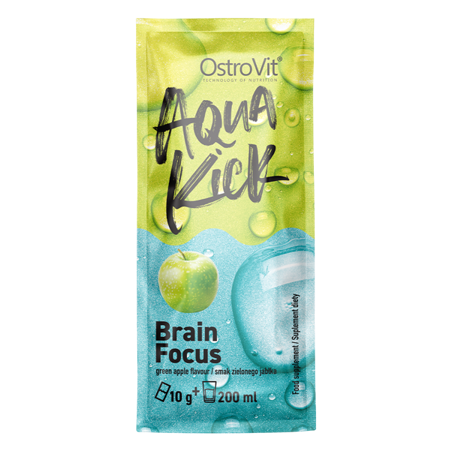 OstroVit®
TECHNOLOGY OF NUTRITION
AQUA
KICK
Brain
Focus
green apple flavour / smak zielonego jabłka
10 g + 200 ml
Food supplement / Suplement diety